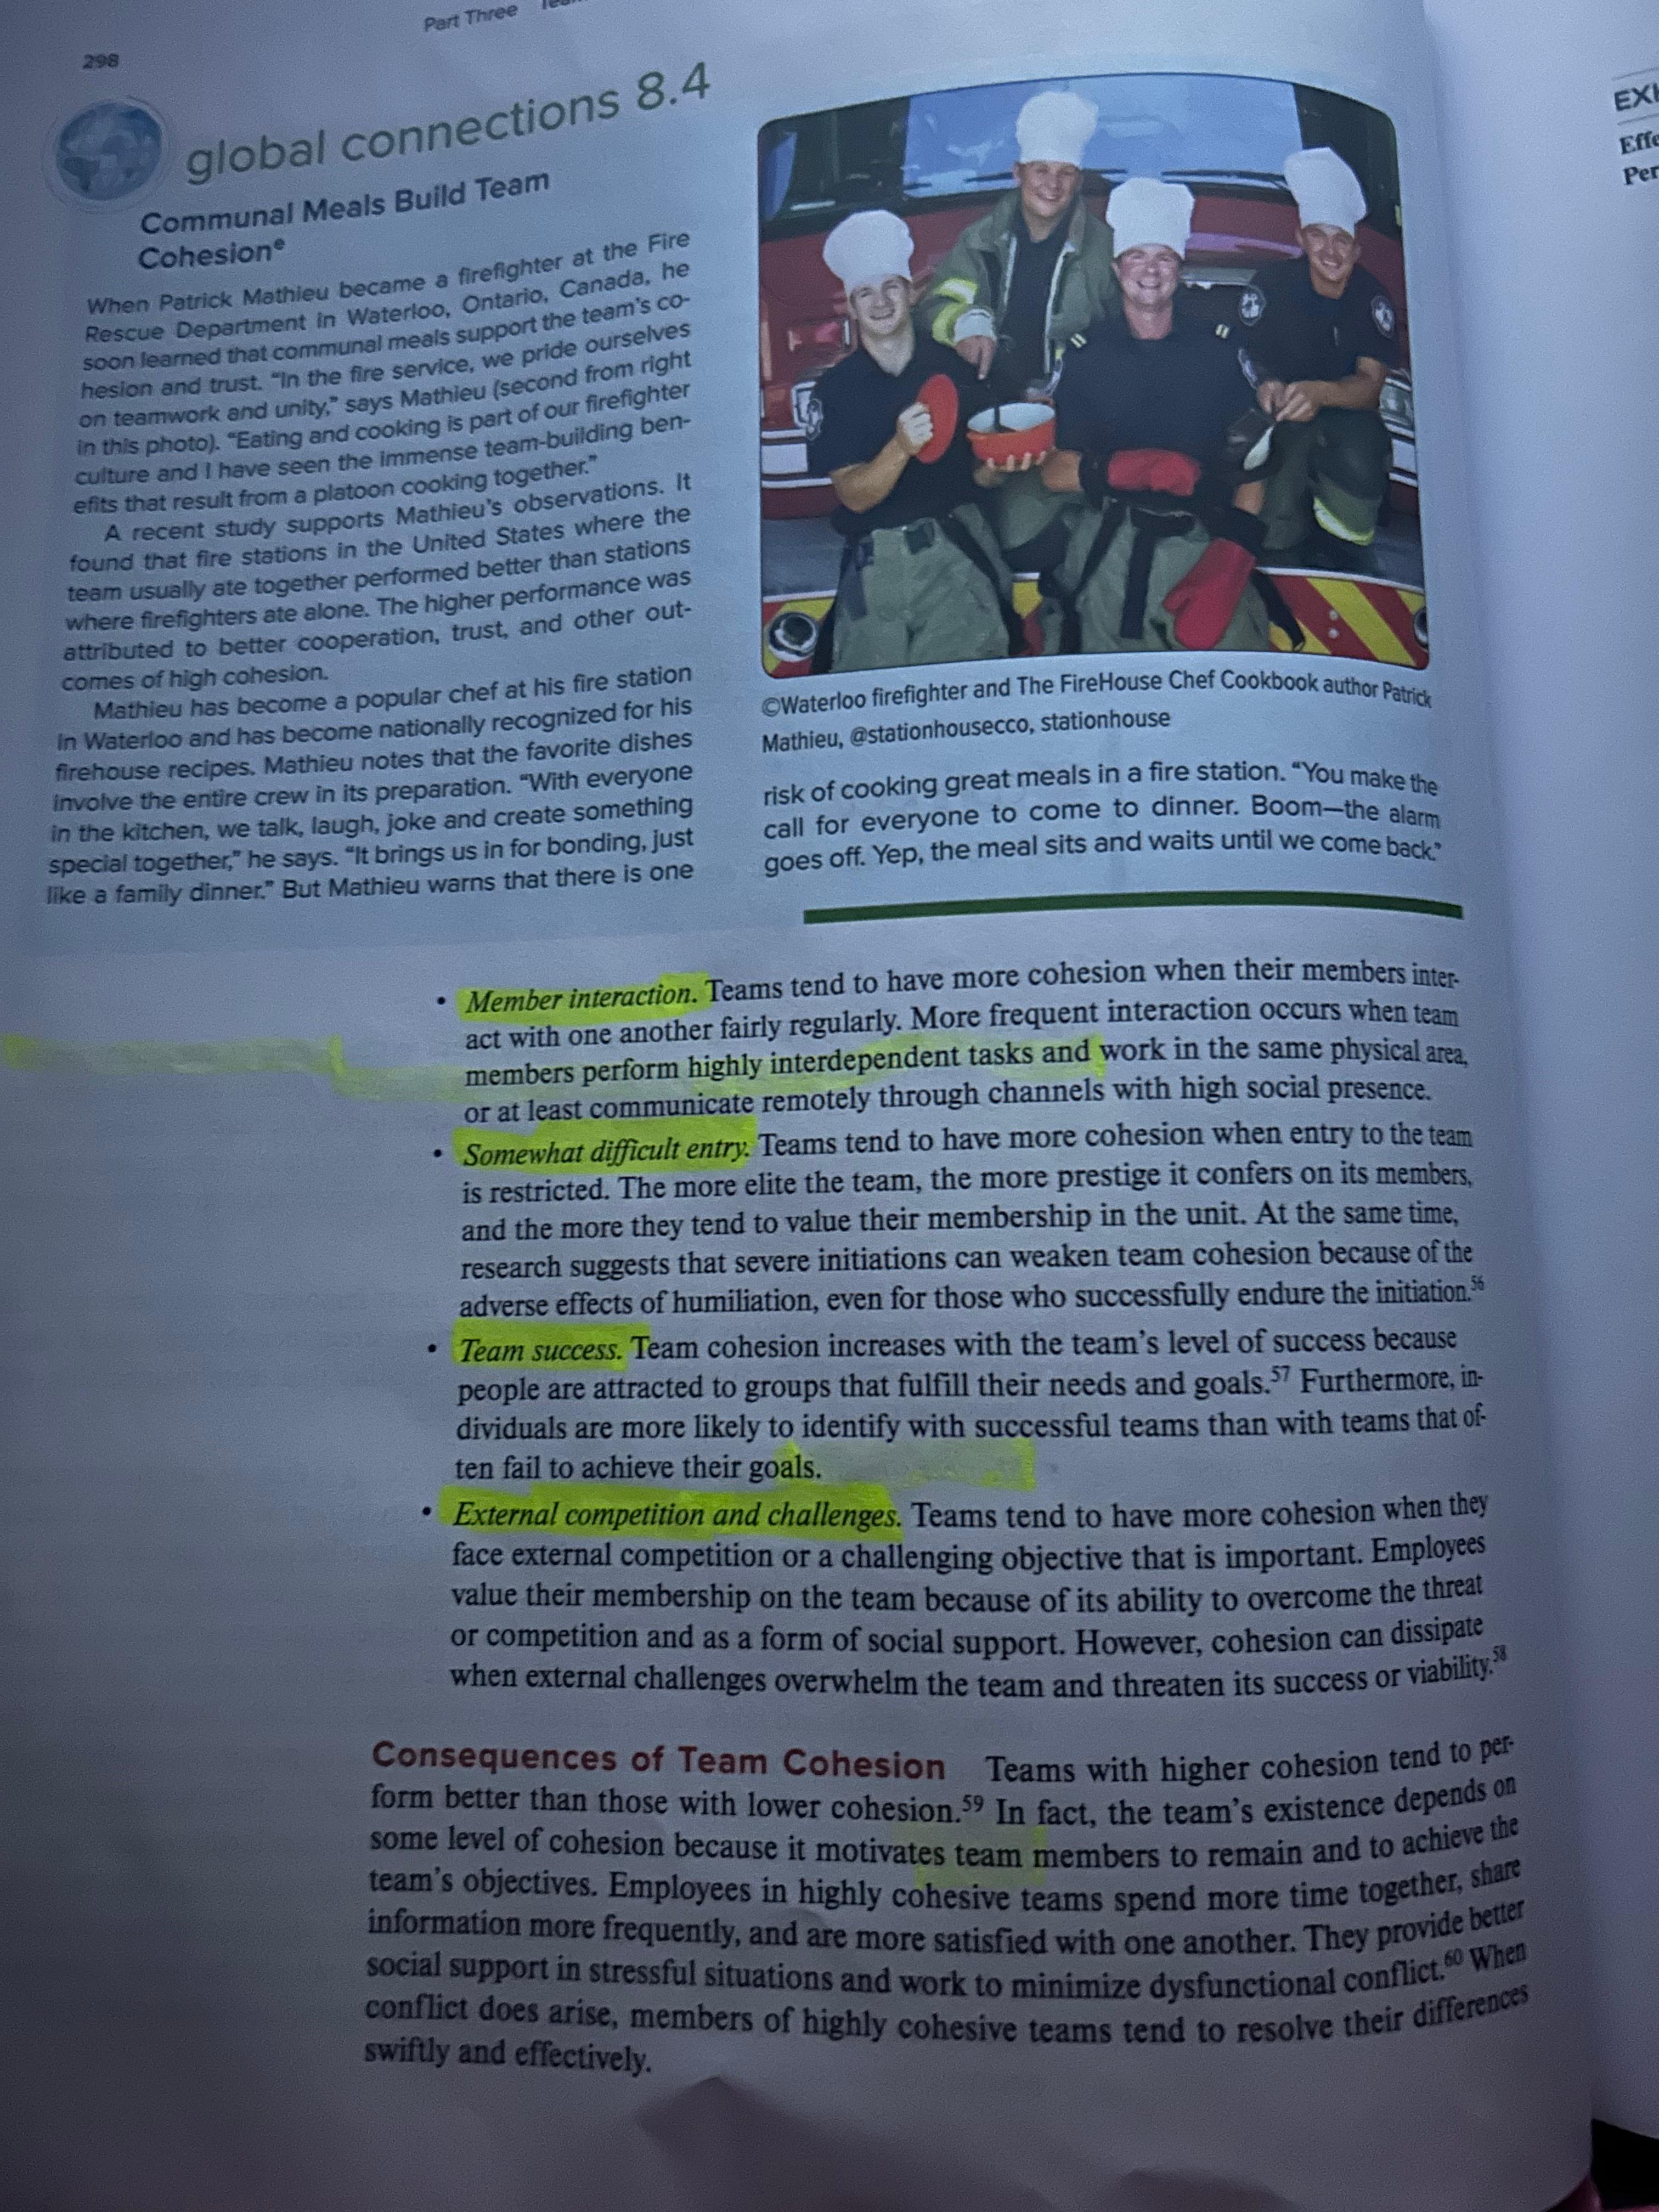 Part Three
298
global connections 8.4
Communal Meals Build Team
Cohesionᵉ
When Patrick Mathieu became a firefighter at the Fire
Rescue Department in Waterloo, Ontario, Canada, he
soon learned that communal meals support the team's co-
hesion and trust. "In the fire service, we pride ourselves
on teamwork and unity," says Mathieu (second from right
in this photo). "Eating and cooking is part of our firefighter
culture and I have seen the immense team-building ben-
efits that result from a platoon cooking together."
A recent study supports Mathieu's observations. It
found that fire stations in the United States where the
team usually ate together performed better than stations
where firefighters ate alone. The higher performance was
attributed to better cooperation, trust, and other out-
comes of high cohesion.
Mathieu has become a popular chef at his fire station
in Waterloo and has become nationally recognized for his
firehouse recipes. Mathieu notes that the favorite dishes
involve the entire crew in its preparation. "With everyone
in the kitchen, we talk, laugh, joke and create something
special together," he says. "It brings us in for bonding, just
like a family dinner." But Mathieu warns that there is one
©Waterloo firefighter and The FireHouse Chef Cookbook author Patrick
Mathieu, @stationhousecco, stationhouse
risk of cooking great meals in a fire station. "You make the
call for everyone to come to dinner. Boom—the alarm
goes off. Yep, the meal sits and waits until we come back."
• Member interaction. Teams tend to have more cohesion when their members inter-
act with one another fairly regularly. More frequent interaction occurs when team
members perform highly interdependent tasks and work in the same physical area,
or at least communicate remotely through channels with high social presence.
• Somewhat difficult entry. Teams tend to have more cohesion when entry to the team
is restricted. The more elite the team, the more prestige it confers on its members,
and the more they tend to value their membership in the unit. At the same time,
research suggests that severe initiations can weaken team cohesion because of the
adverse effects of humiliation, even for those who successfully endure the initiation.⁵⁶
• Team success. Team cohesion increases with the team's level of success because
people are attracted to groups that fulfill their needs and goals.⁵⁷ Furthermore, in-
dividuals are more likely to identify with successful teams than with teams that of-
ten fail to achieve their goals.
• External competition and challenges. Teams tend to have more cohesion when they
face external competition or a challenging objective that is important. Employees
value their membership on the team because of its ability to overcome the threat
or competition and as a form of social support. However, cohesion can dissipate
when external challenges overwhelm the team and threaten its success or viability.⁵⁸
Consequences of Team Cohesion Teams with higher cohesion tend to per-
form better than those with lower cohesion.⁵⁹ In fact, the team's existence depends on
some level of cohesion because it motivates team members to remain and to achieve the
team's objectives. Employees in highly cohesive teams spend more time together, share
information more frequently, and are more satisfied with one another. They provide better
social support in stressful situations and work to minimize dysfunctional conflict.⁶⁰ When
conflict does arise, members of highly cohesive teams tend to resolve their differences
swiftly and effectively.